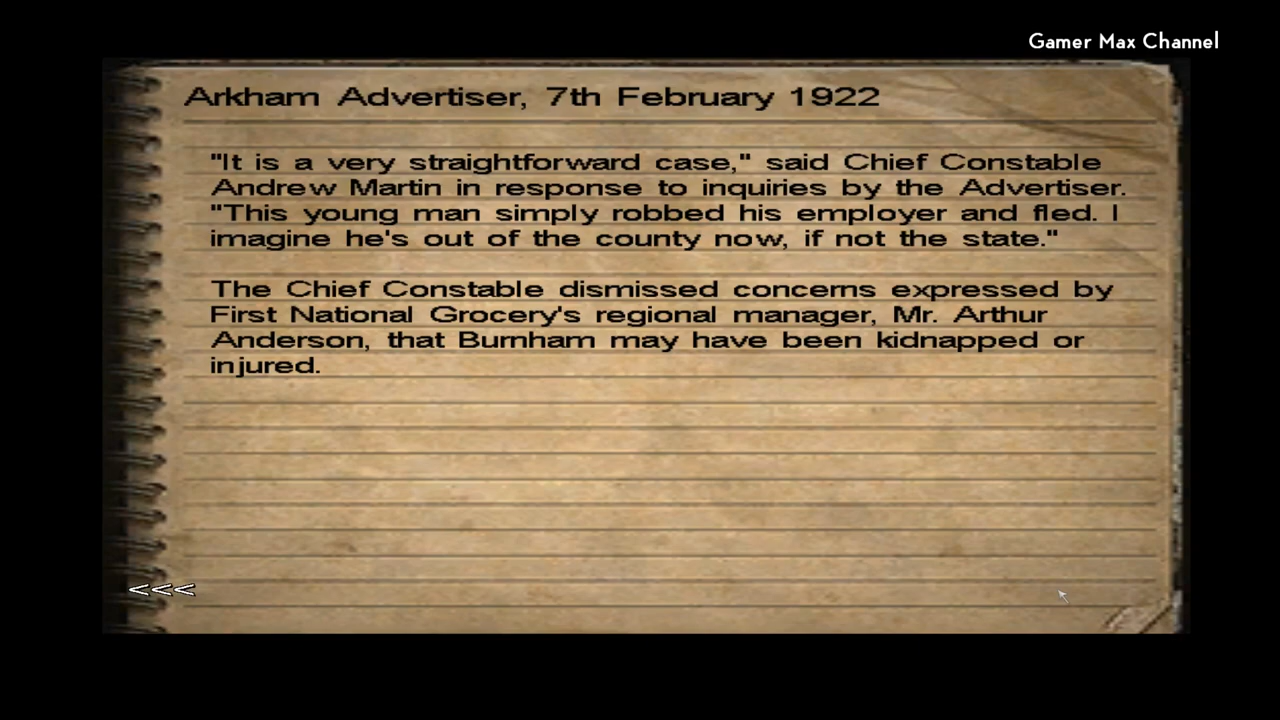 Gamer Max Channel
Arkham Advertiser, 7th February 1922
"It is a very straightforward case," said Chief Constable
Andrew Martin in response to inquiries by the Advertiser.
"This young man simply robbed his employer and fled. I
imagine he's out of the county now, if not the state."
The Chief Constable dismissed concerns expressed by
First National Grocery's regional manager, Mr. Arthur
Anderson, that Burnham may have been kidnapped or
injured.
<<<